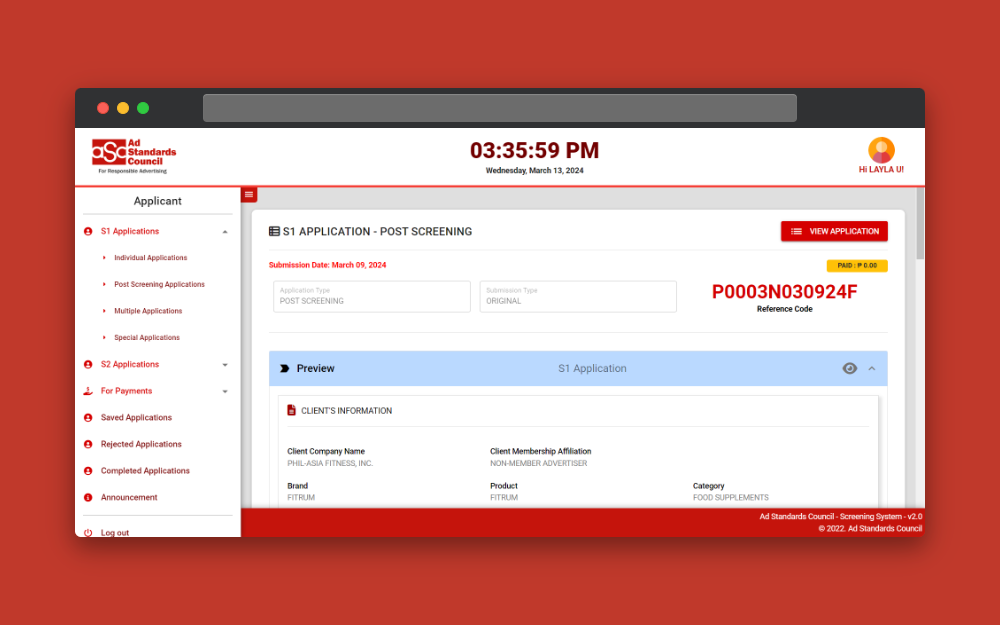 Ad
Standards
Council
For Responsible Advertising
03:35:59 PM
Wednesday, March 13, 2024
Hi LAYLA U!
Applicant
S1 Applications
Individual Applications
Post Screening Applications
Multiple Applications
Special Applications
S2 Applications
For Payments
Saved Applications
Rejected Applications
Completed Applications
Announcement
Log out
S1 APPLICATION - POST SCREENING
VIEW APPLICATION
Submission Date: March 09, 2024
PAID : ₱ 0.00
Application Type
POST SCREENING
Submission Type
ORIGINAL
P0003N030924F
Reference Code
Preview
S1 Application
CLIENT'S INFORMATION
Client Company Name
PHIL-ASIA FITNESS, INC.
Client Membership Affiliation
NON-MEMBER ADVERTISER
Brand
FITRUM
Product
FITRUM
Category
FOOD SUPPLEMENTS
Ad Standards Council - Screening System - v2.0
© 2022. Ad Standards Council